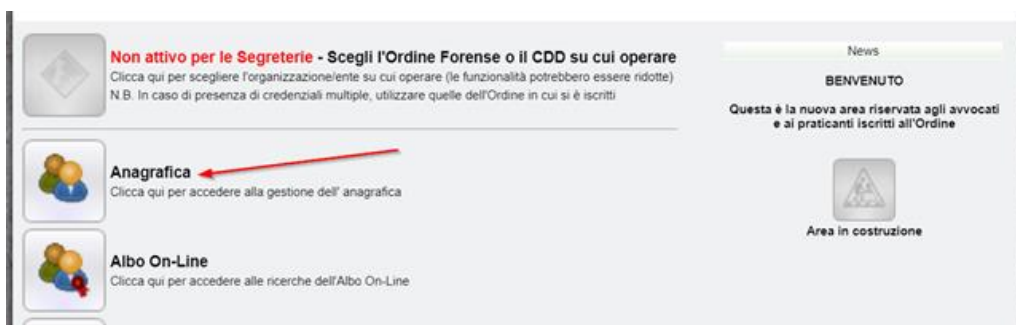 Non attivo per le Segreterie - Scegli l'Ordine Forense o il CDD su cui operare
Clicca qui per scegliere l'organizzazione/ente su cui operare (le funzionalità potrebbero essere ridotte)
N.B. In caso di presenza di credenziali multiple, utilizzare quelle dell'Ordine in cui si è iscritti
Anagrafica
Clicca qui per accedere alla gestione dell' anagrafica
Albo On-Line
Clicca qui per accedere alle ricerche dell'Albo On-Line
News
BENVENUTO
Questa è la nuova area riservata agli avvocati
e ai praticanti iscritti all'Ordine
Area in costruzione